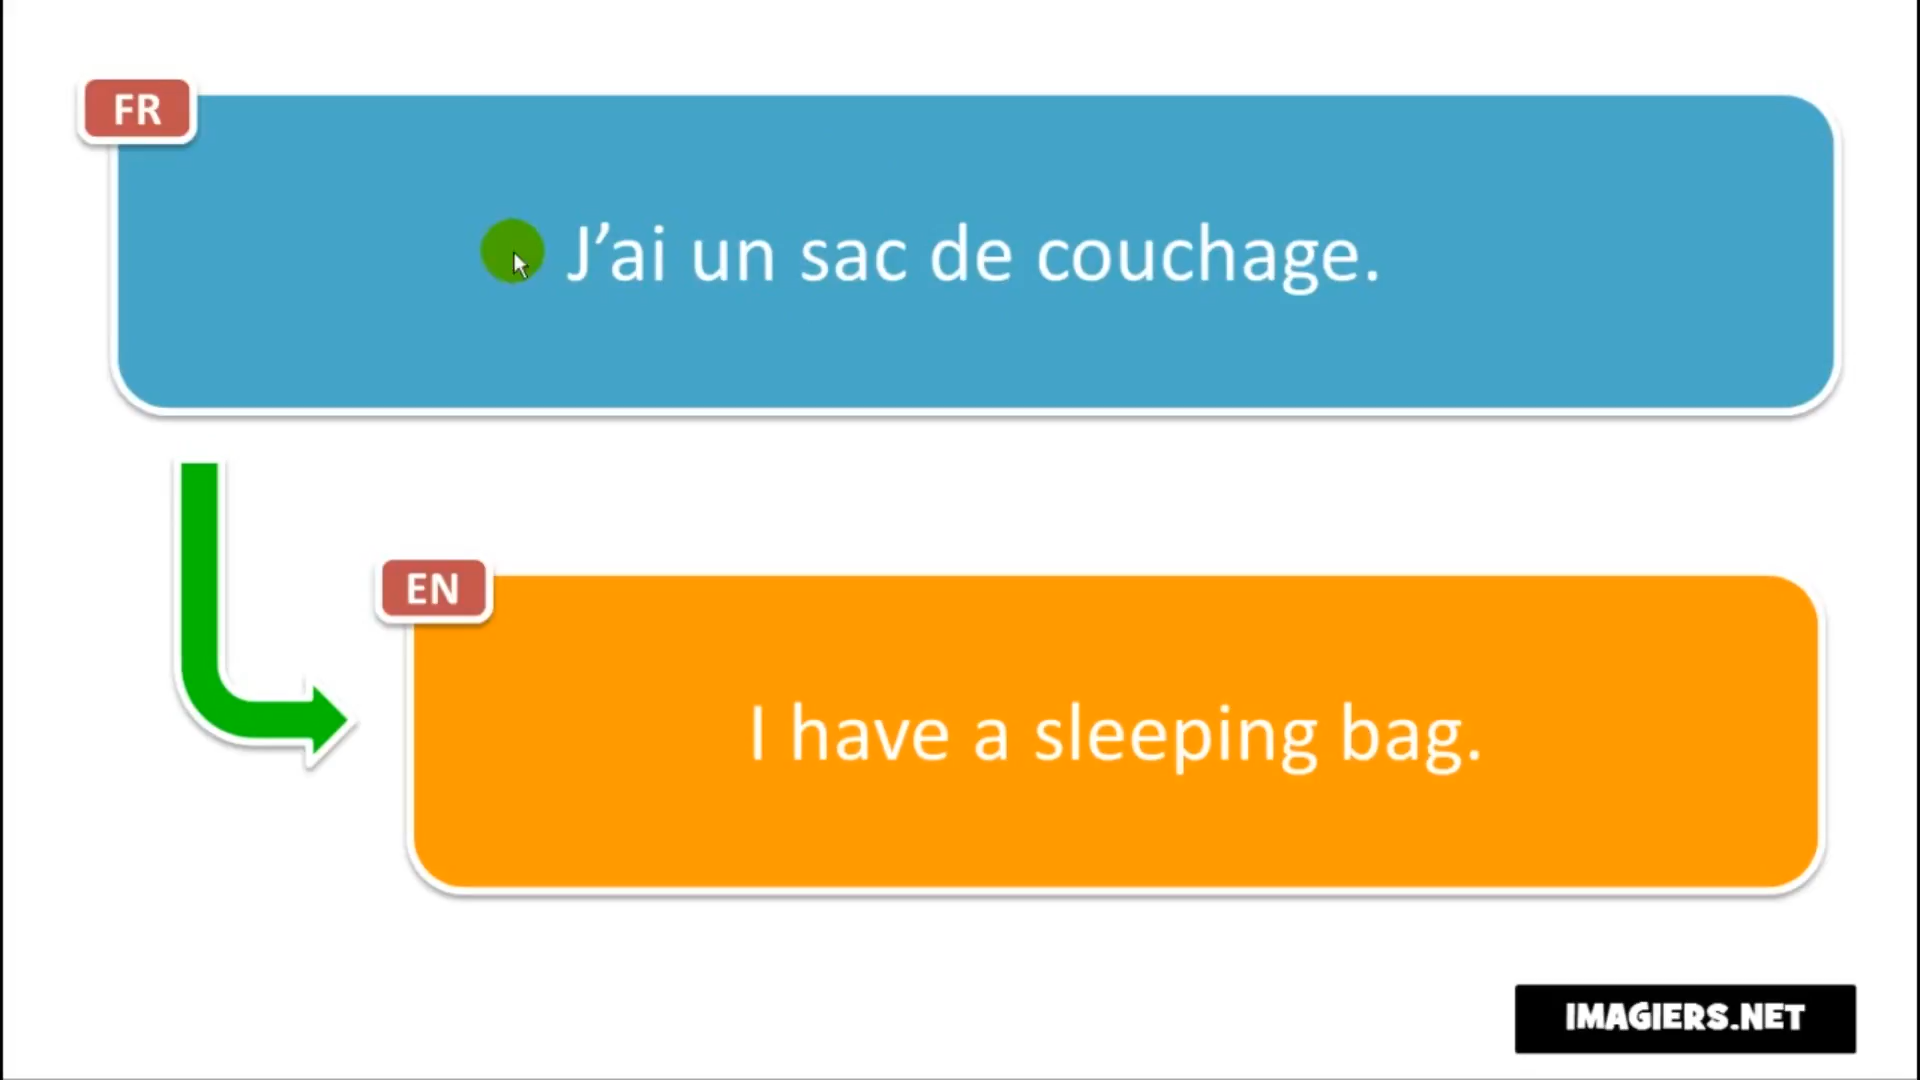 FR
J’ai un sac de couchage.
EN
I have a sleeping bag.
IMAGIERS.NET